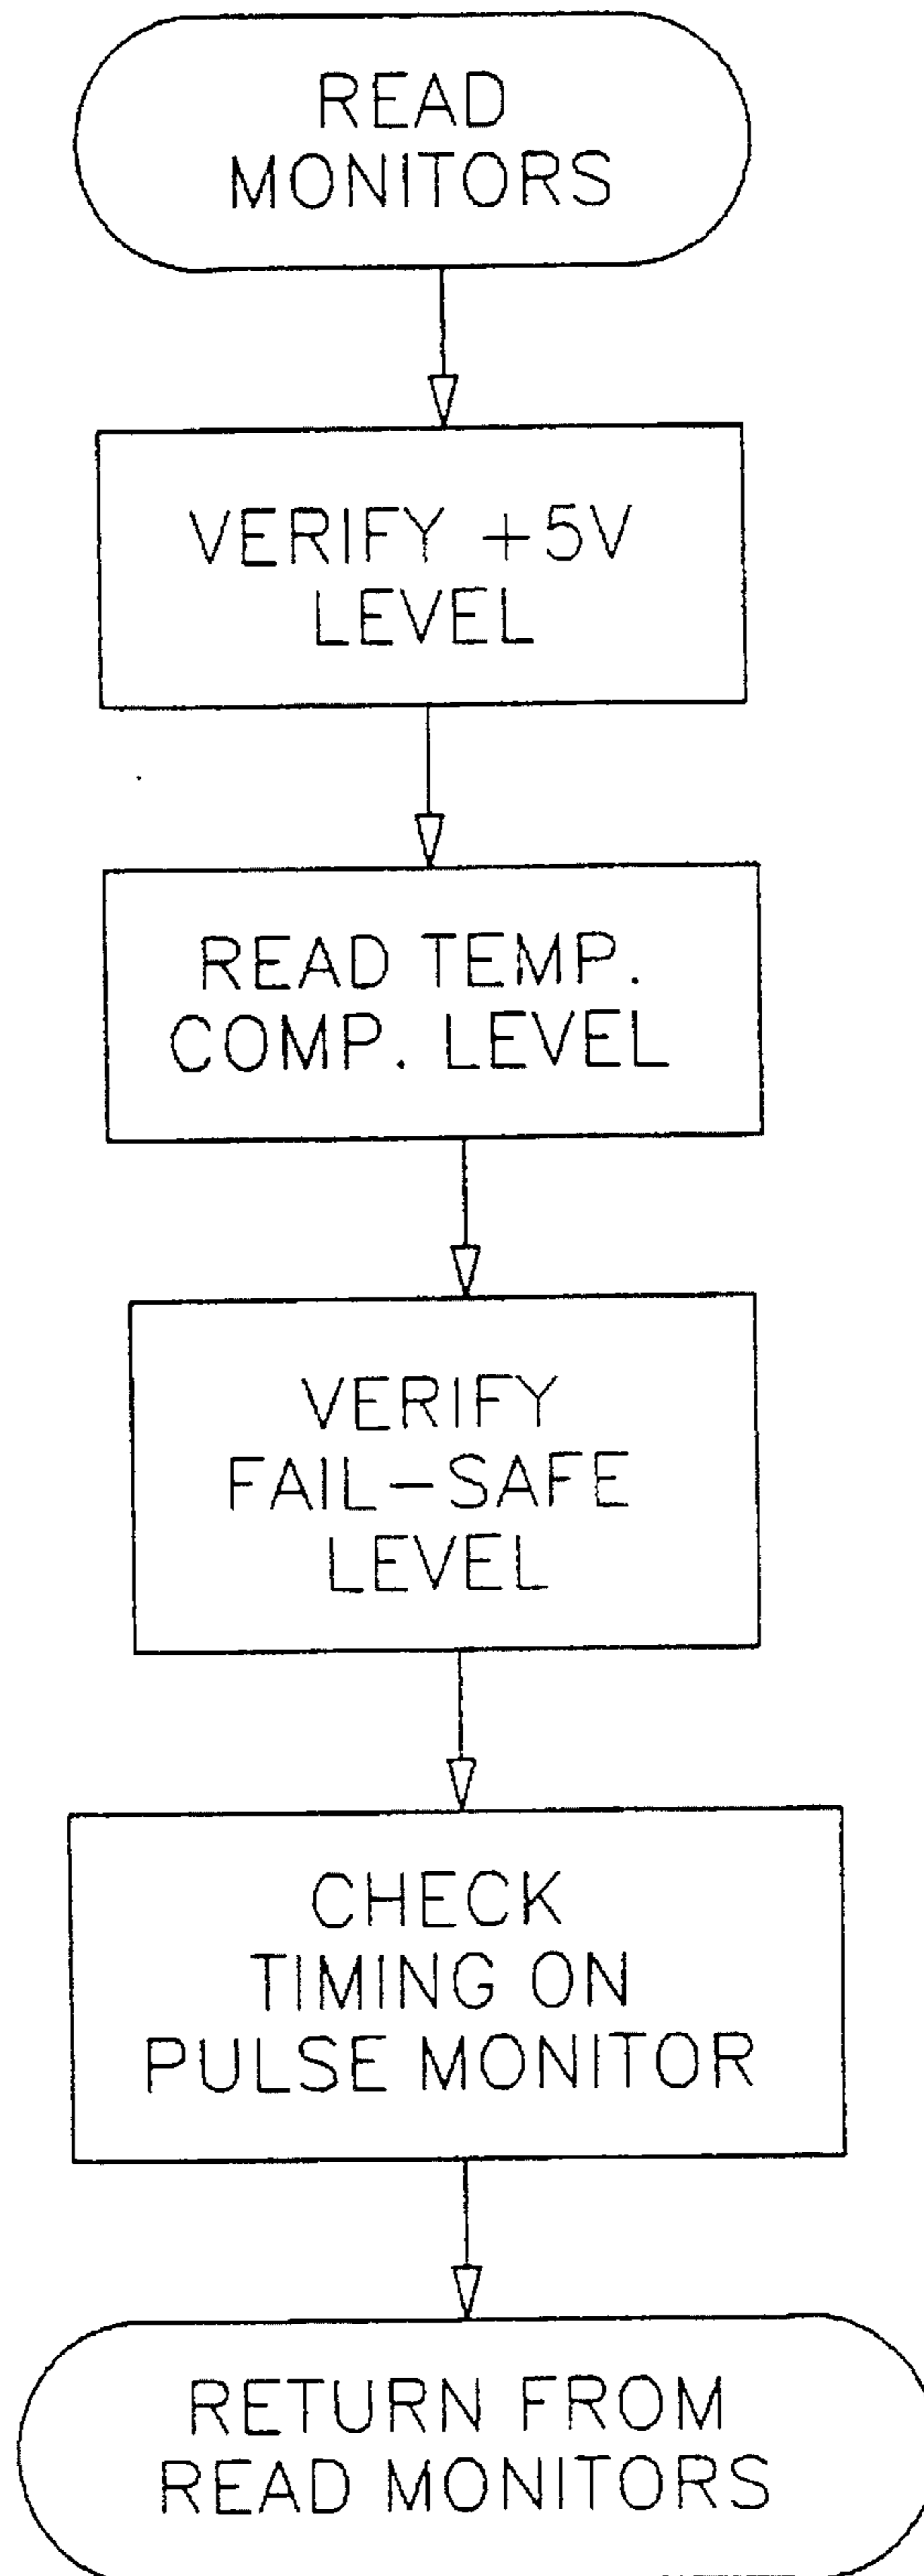 READ
MONITORS
VERIFY +5V
LEVEL
READ TEMP.
COMP. LEVEL
VERIFY
FAIL-SAFE
LEVEL
CHECK
TIMING ON
PULSE MONITOR
RETURN FROM
READ MONITORS